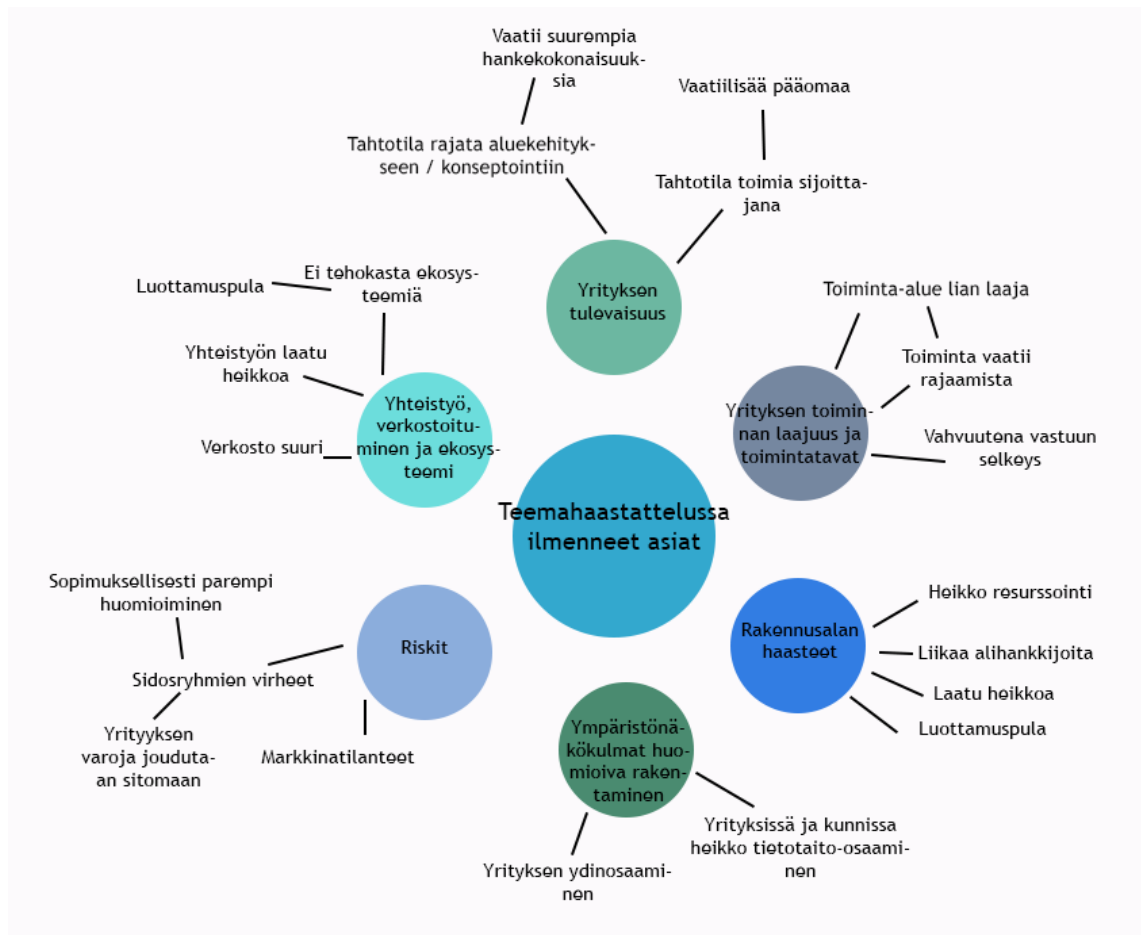 Vaatii suurempia
hankekokonaisuuk-
sia
Vaatiilisää pääomaa
Tahtotila rajata aluekehityk-
seen / konseptointiin
Tahtotila toimia sijoitta-
jana
Yrityksen
tulevaisuus
Luottamuspula
Ei tehokasta ekosys-
teemiä
Yhteistyön laatu
heikkoa
Verkosto suuri
Yhteistyö,
verkostoitu-
minen ja ekosys-
teemi
Toiminta-alue lian laaja
Toiminta vaatii
rajaamista
Yrityksen toimin-
nan laajuus ja
toimintatavat
Vahvuutena vastuun
selkeys
Teemahaastattelussa
ilmenneet asiat
Sopimuksellisesti parempi
huomioiminen
Sidosryhmien virheet
Yrityyksen
varoja jouduta-
an sitomaan
Riskit
Markkinatilanteet
Rakennusalan
haasteet
Heikko resurssointi
Liikaa alihankkijoita
Laatu heikkoa
Luottamuspula
Ympäristönä-
kökulmat huo-
mioiva raken-
taminen
Yrityksen ydinosaami-
nen
Yrityksissä ja kunnissa
heikko tietotaito-osaami-
nen